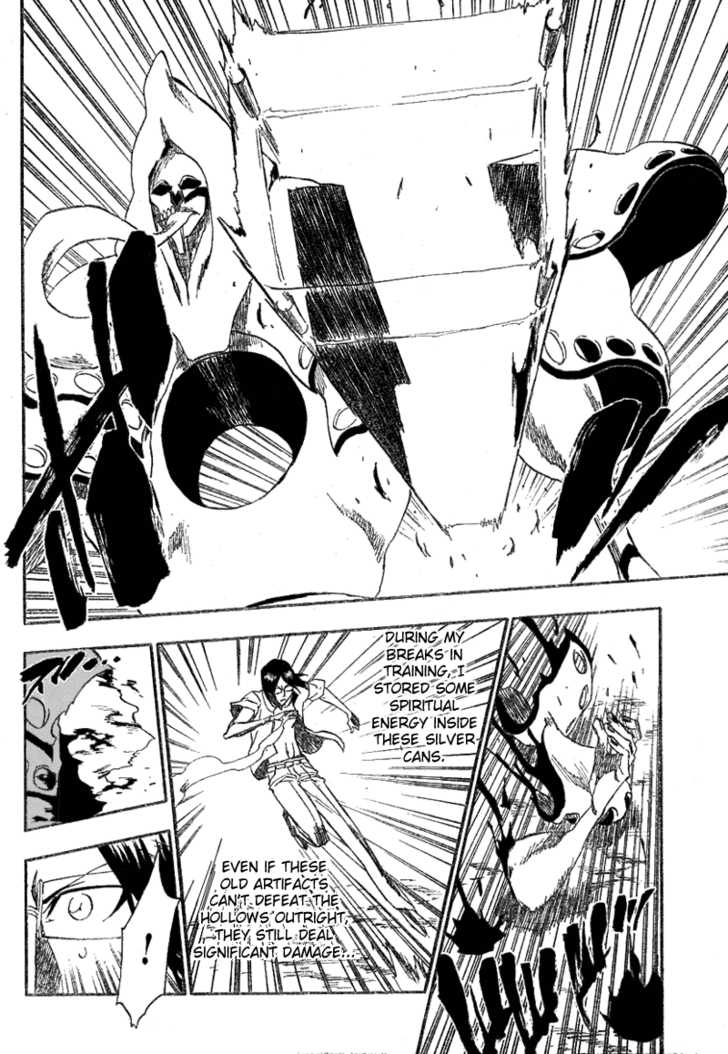 DURING MY
BREAKS IN
TRAINING, I
STORED SOME
SPIRITUAL
ENERGY INSIDE
THESE SILVER
CANS.
EVEN IF THESE
OLD ARTIFACTS
CAN'T DEFEAT THE
HOLLOWS OUTRIGHT,
THEY STILL DEAL
SIGNIFICANT DAMAGE...
!